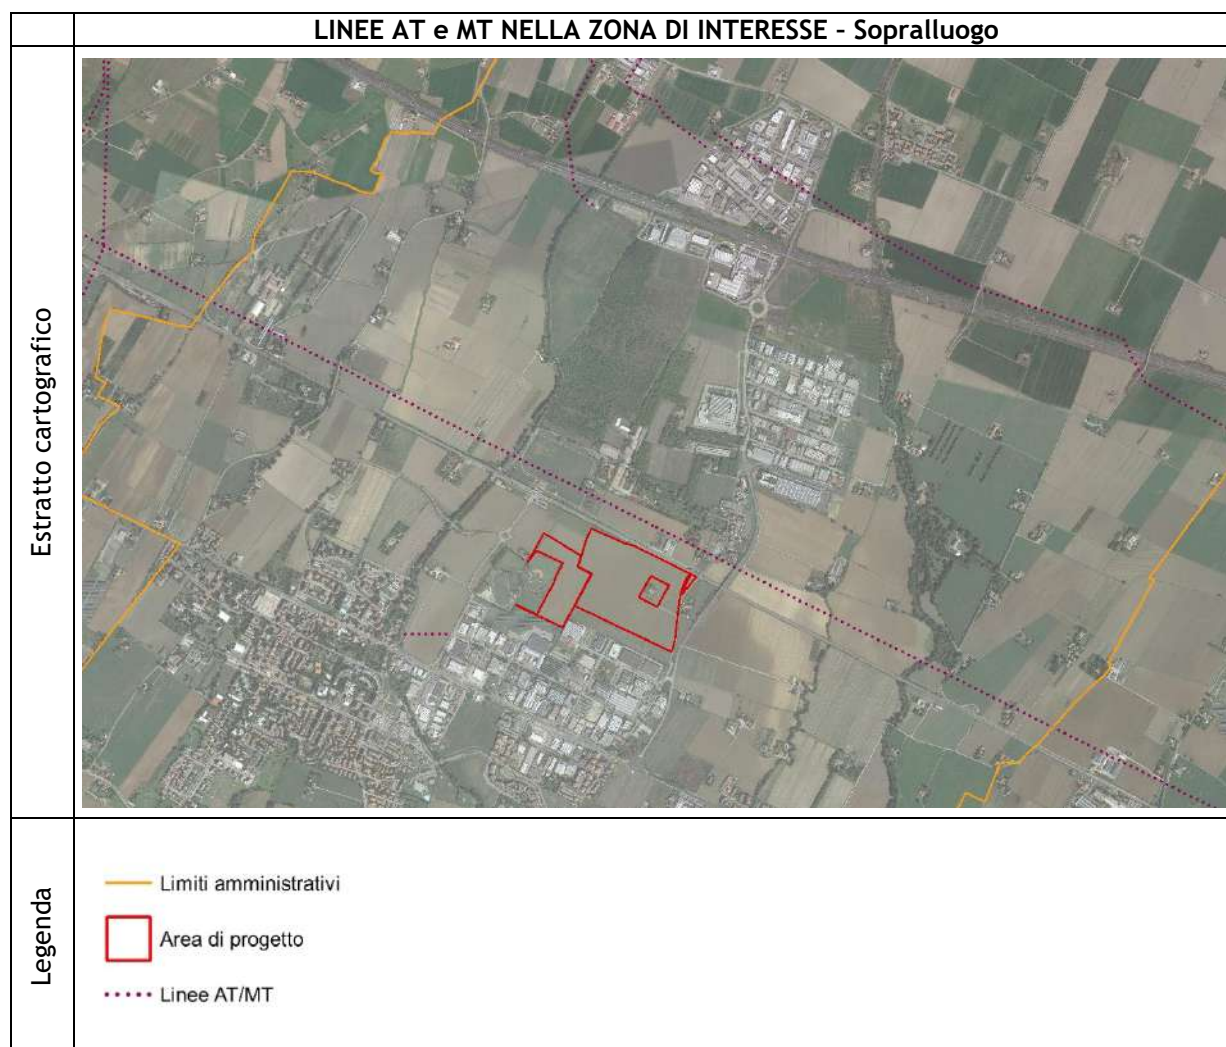 LINEE AT e MT NELLA ZONA DI INTERESSE – Sopralluogo
Estratto cartografico
Legenda
Limiti amministrativi
Area di progetto
Linee AT/MT